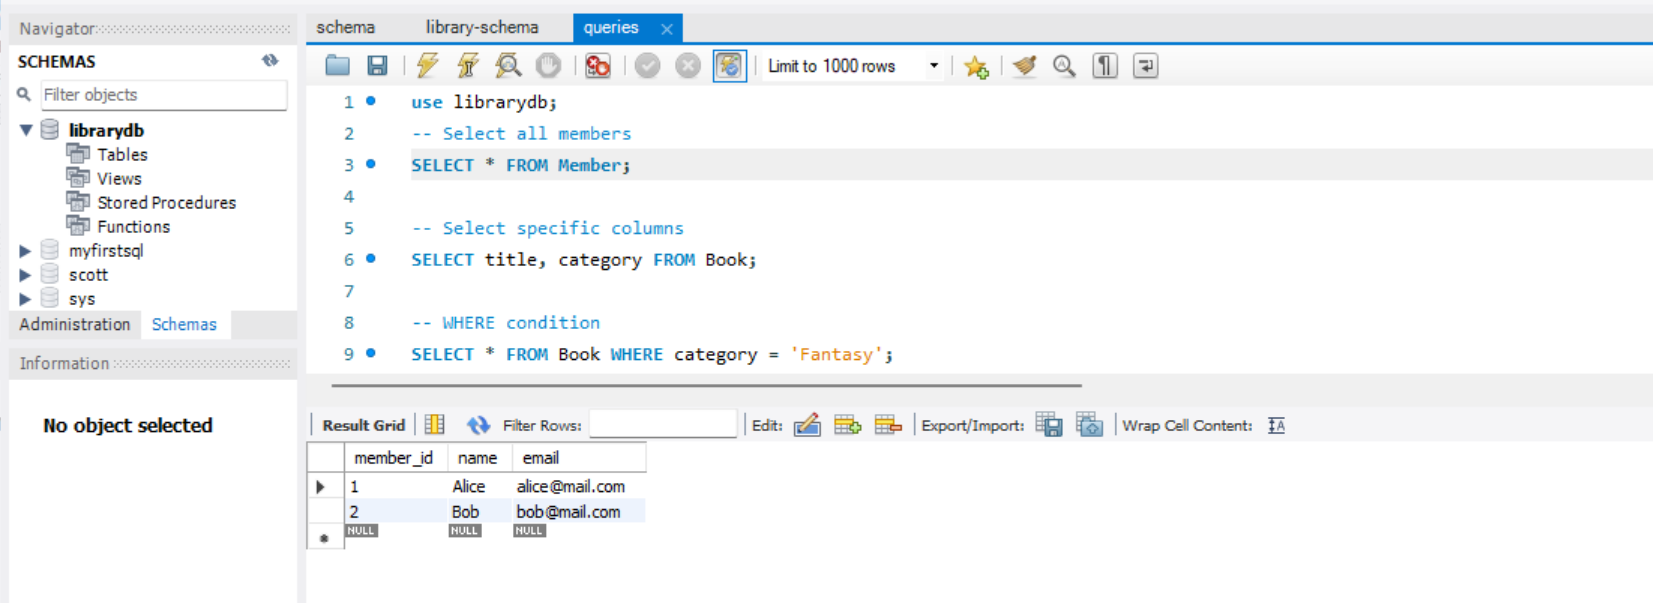 Navigator
SCHEMAS
Filter objects
librarydb
Tables
Views
Stored Procedures
Functions
myfirstsql
scott
sys
Administration Schemas
Information
No object selected
schema library-schema queries ×
Limit to 1000 rows
1 use librarydb;
2 -- Select all members
3 SELECT * FROM Member;
4
5 -- Select specific columns
6 SELECT title, category FROM Book;
7
8 -- WHERE condition
9 SELECT * FROM Book WHERE category = 'Fantasy';
Result Grid Filter Rows: Edit: Export/Import: Wrap Cell Content: IA
member_id name email
1 Alice alice@mail.com
2 Bob bob@mail.com
NULL NULL NULL